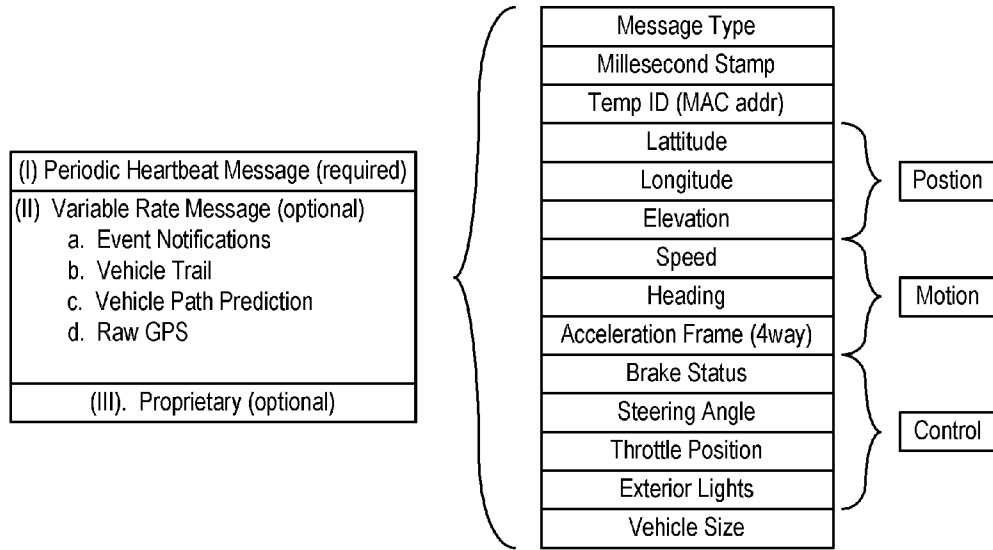 (I) Periodic Heartbeat Message (required)
(II) Variable Rate Message (optional)
a. Event Notifications
b. Vehicle Trail
c. Vehicle Path Prediction
d. Raw GPS
(III). Proprietary (optional)
Message Type
Millesecond Stamp
Temp ID (MAC addr)
Lattitude
Longitude
Elevation
Speed
Heading
Acceleration Frame (4way)
Brake Status
Steering Angle
Throttle Position
Exterior Lights
Vehicle Size
Postion
Motion
Control